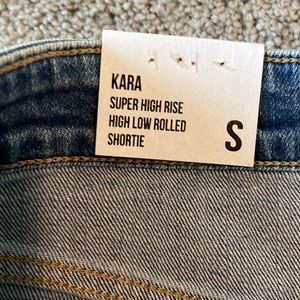 KARA
SUPER HIGH RISE
HIGH LOW ROLLED
SHORTIE
S